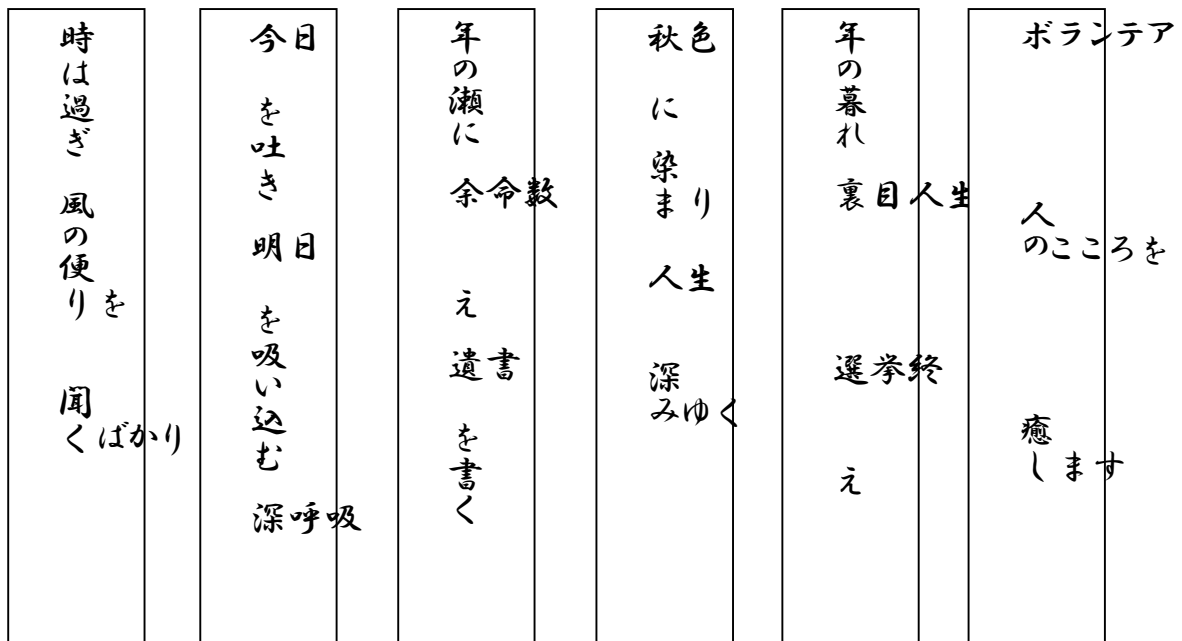 ボランテア 人のこころを 癒します
年の暮れ 裏目人生 選挙終え
秋色に染まり 人生 深みゆく
年の瀬に 余命数え 遺書を書く
今日を吐き 明日を吸い込む 深呼吸
時は過ぎ 風の便りを 聞くばかり